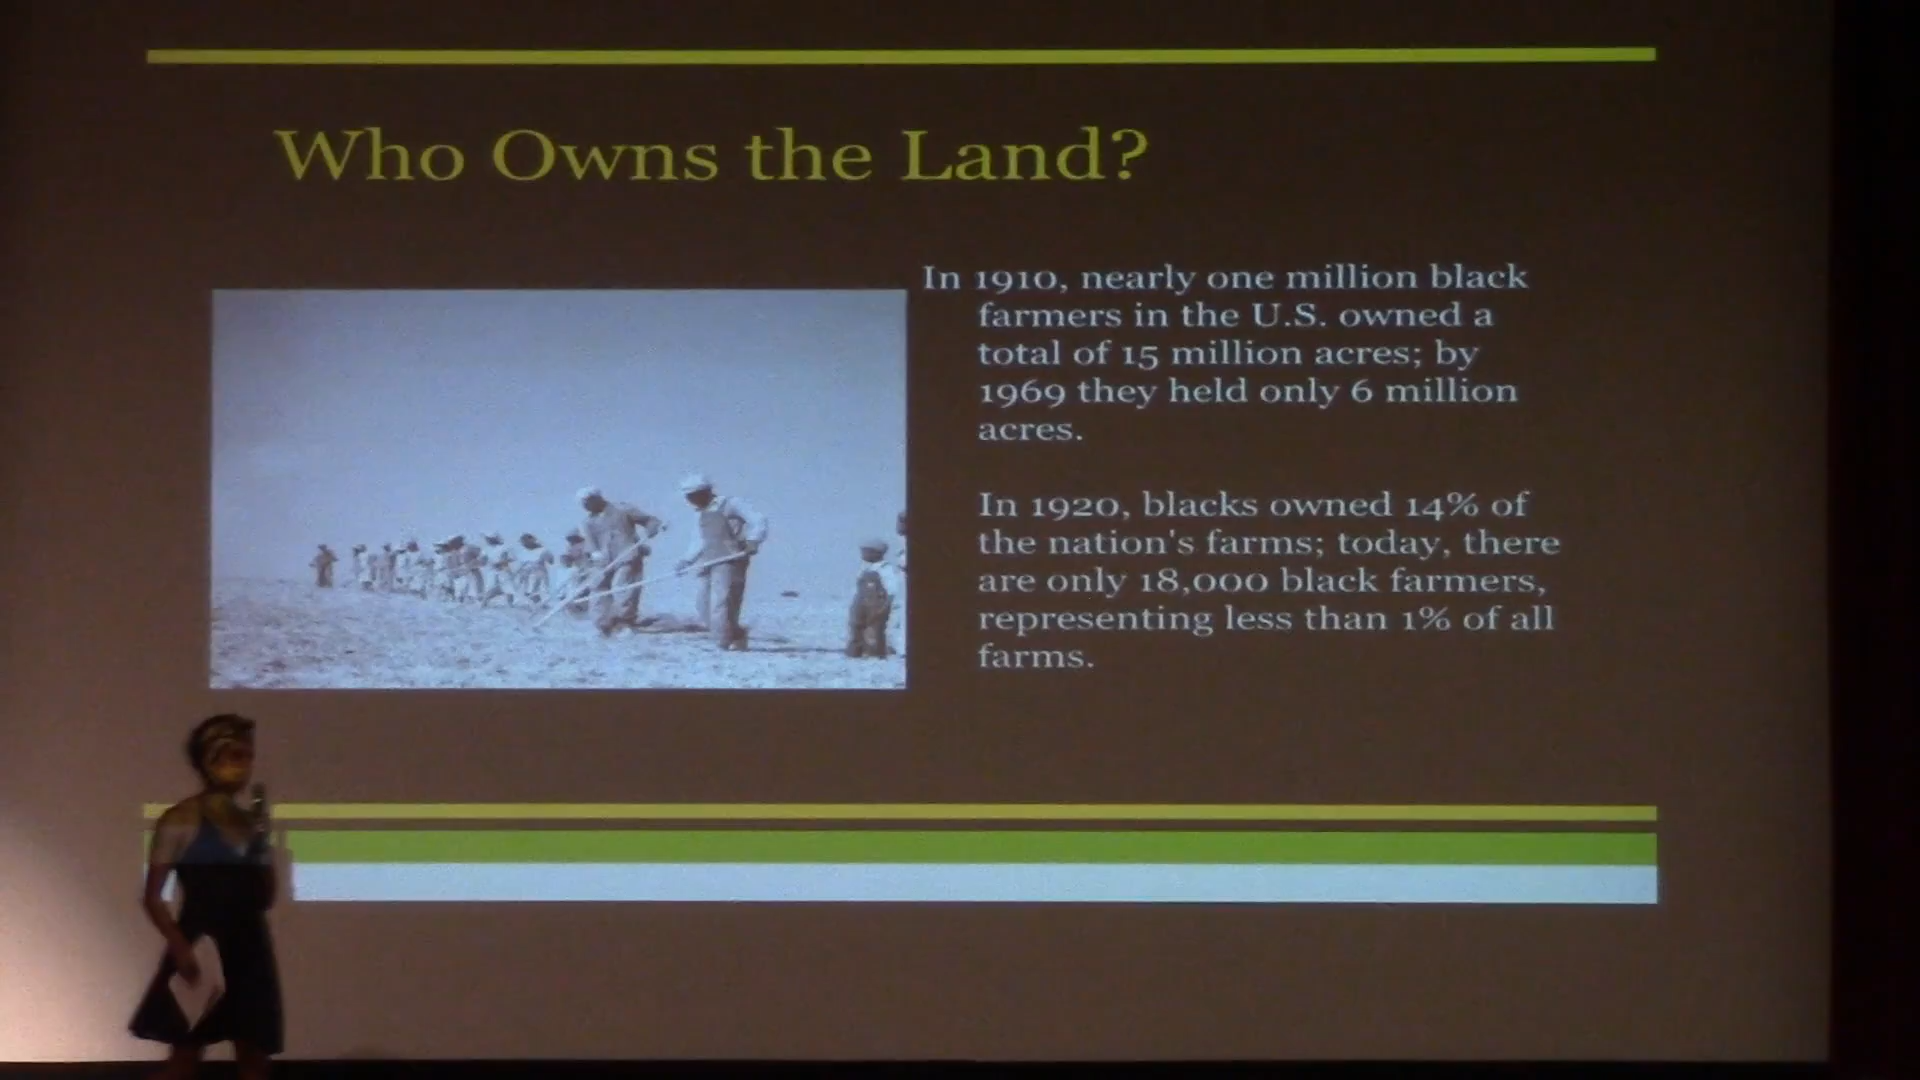 Who Owns the Land?
In 1910, nearly one million black
farmers in the U.S. owned a
total of 15 million acres; by
1969 they held only 6 million
acres.
In 1920, blacks owned 14% of
the nation's farms; today, there
are only 18,000 black farmers,
representing less than 1% of all
farms.